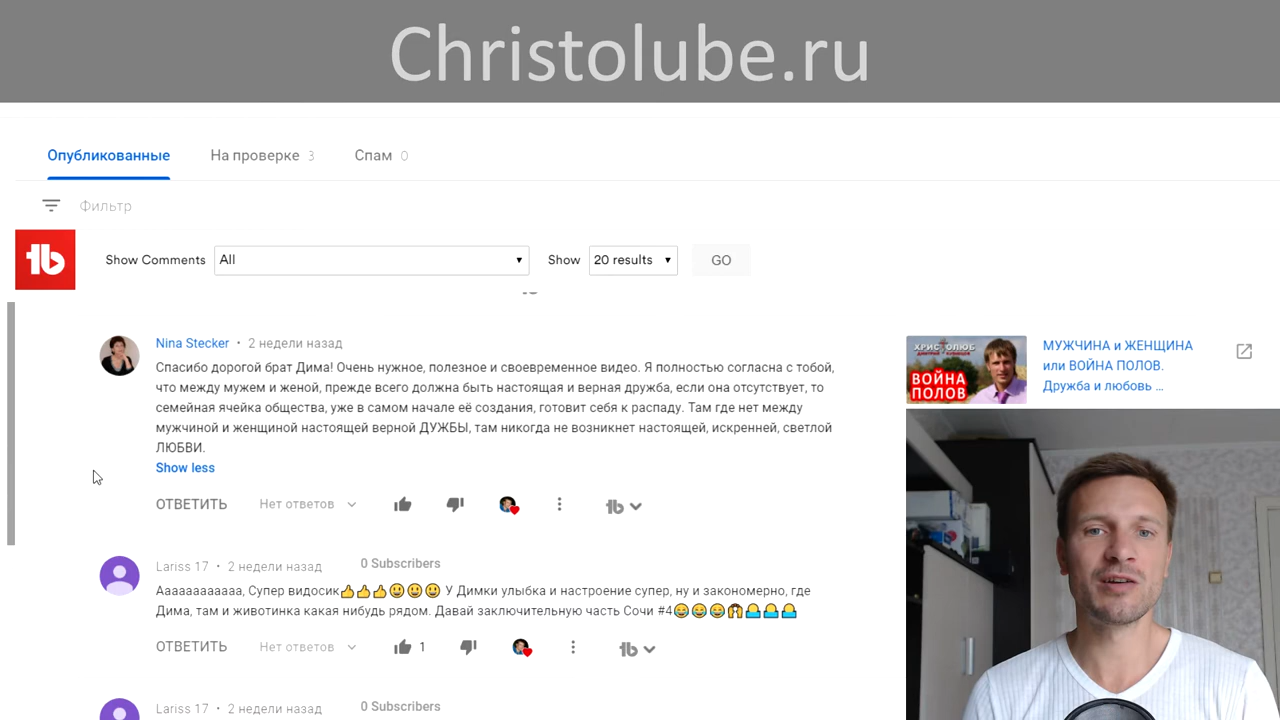 Christolube.ru
Опубликованные На проверке 3 Спам 0
Фильтр
Show Comments All Show 20 results GO
Nina Stecker • 2 недели назад
Спасибо дорогой брат Дима! Очень нужное, полезное и своевременное видео. Я полностью согласна с тобой,
что между мужем и женой, прежде всего должна быть настоящая и верная дружба, если она отсутствует, то
семейная ячейка общества, уже в самом начале её создания, готовит себя к распаду. Там где нет между
мужчиной и женщиной настоящей верной ДУЖБЫ, там никогда не возникнет настоящей, искренней, светлой
ЛЮБВИ.
Show less
ОТВЕТИТЬ Нет ответов
ХРИСТОЛЮБ
ВОЙНА
ПОЛОВ
МУЖЧИНА и ЖЕНЩИНА
или ВОЙНА ПОЛОВ.
Дружба и любовь ...
Lariss 17 • 2 недели назад 0 Subscribers
Аааааааааааа, Супер видосик👍👍👍😃😃😃 У Димки улыбка и настроение супер, ну и закономерно, где
Дима, там и животинка какая нибудь рядом. Давай заключительную часть Сочи #4
ОТВЕТИТЬ Нет ответов 1
Lariss 17 • 2 недели назад 0 Subscribers